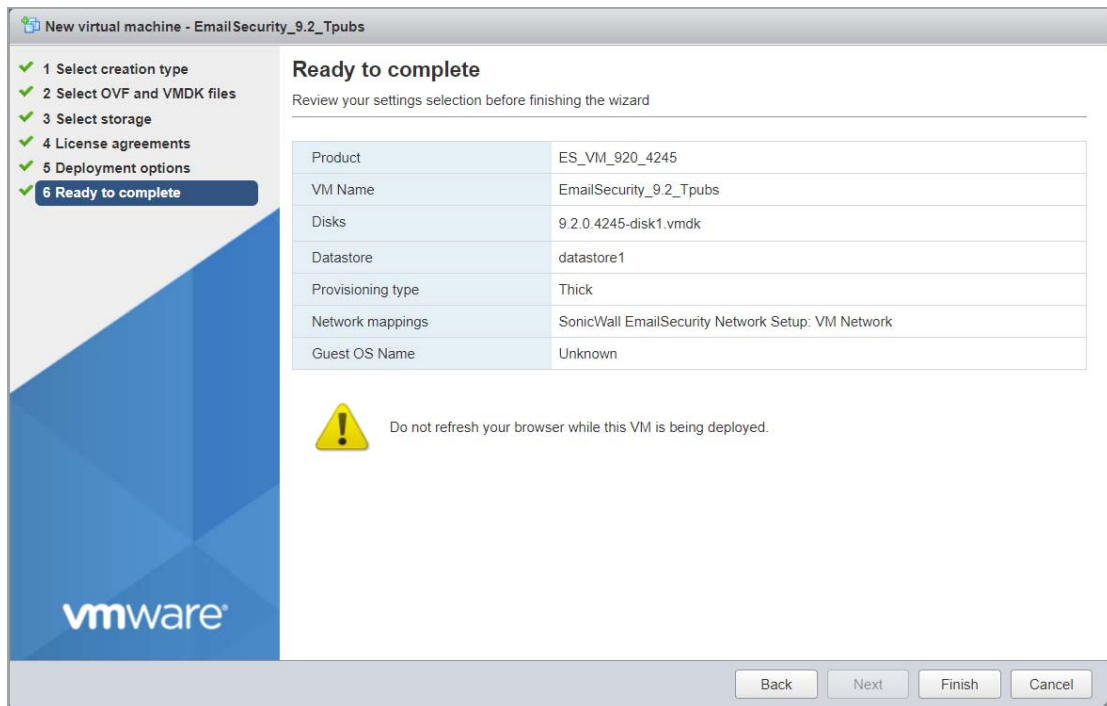 New virtual machine - EmailSecurity_9.2_Tpubs
1 Select creation type
2 Select OVF and VMDK files
3 Select storage
4 License agreements
5 Deployment options
6 Ready to complete
Ready to complete
Review your settings selection before finishing the wizard
Product ES_VM_920_4245
VM Name EmailSecurity_9.2_Tpubs
Disks 9.2.0.4245-disk1.vmdk
Datastore datastore1
Provisioning type Thick
Network mappings SonicWall EmailSecurity Network Setup: VM Network
Guest OS Name Unknown
Do not refresh your browser while this VM is being deployed.
vmware®
Back Next Finish Cancel